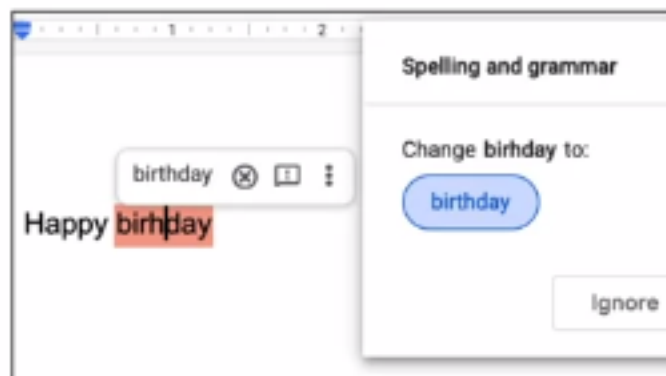 1 2
Spelling and grammar
Change birhday to:
birthday
birthday
Happy birhday
Ignore